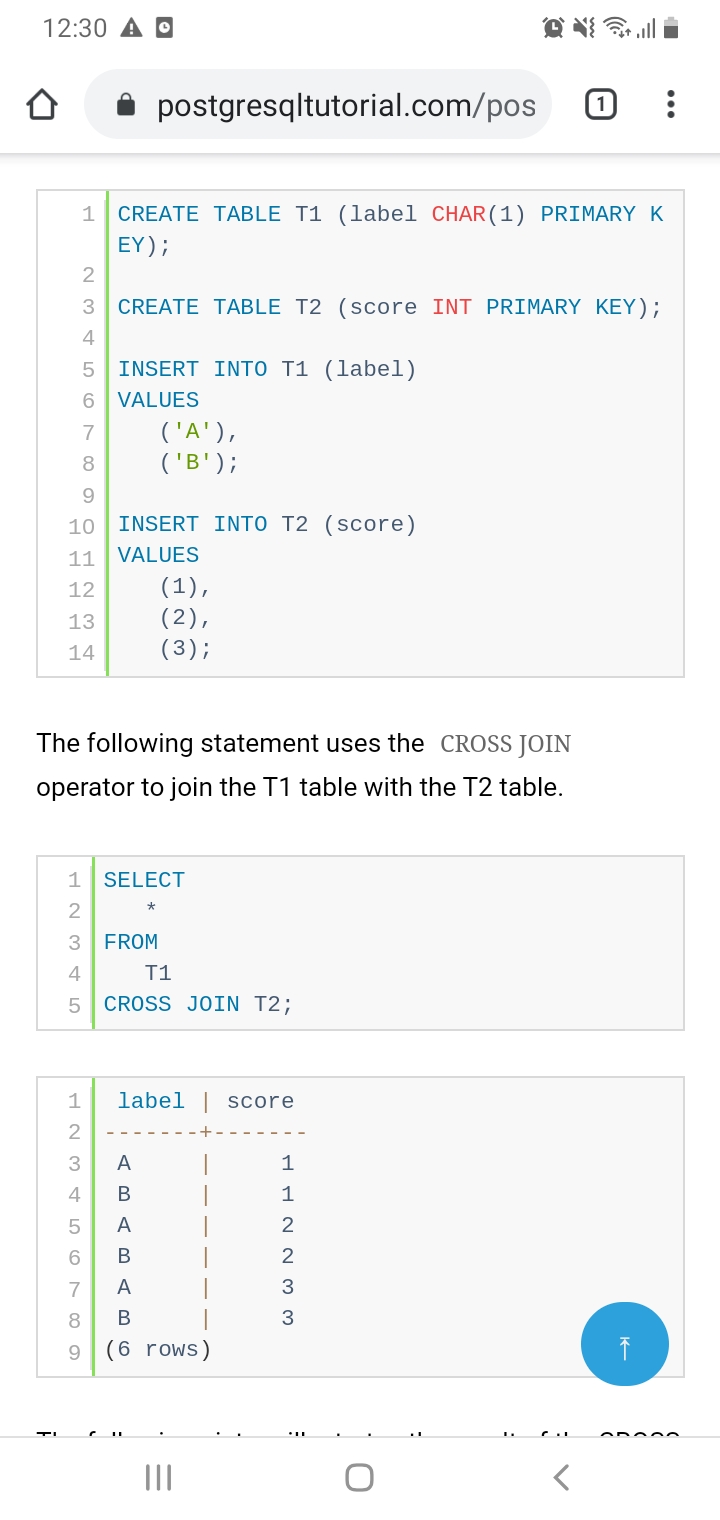 12:30
postgresqltutorial.com/pos
1
1 CREATE TABLE T1 (label CHAR(1) PRIMARY K
EY);
2
3 CREATE TABLE T2 (score INT PRIMARY KEY);
4
5 INSERT INTO T1 (label)
6 VALUES
7 ('A'),
8 ('B');
9
10 INSERT INTO T2 (score)
11 VALUES
12 (1),
13 (2),
14 (3);
The following statement uses the CROSS JOIN
operator to join the T1 table with the T2 table.
1 SELECT
2 *
3 FROM
4 T1
5 CROSS JOIN T2;
1 label | score
2 -------+-------
3 A | 1
4 B | 1
5 A | 2
6 B | 2
7 A | 3
8 B | 3
9 (6 rows)